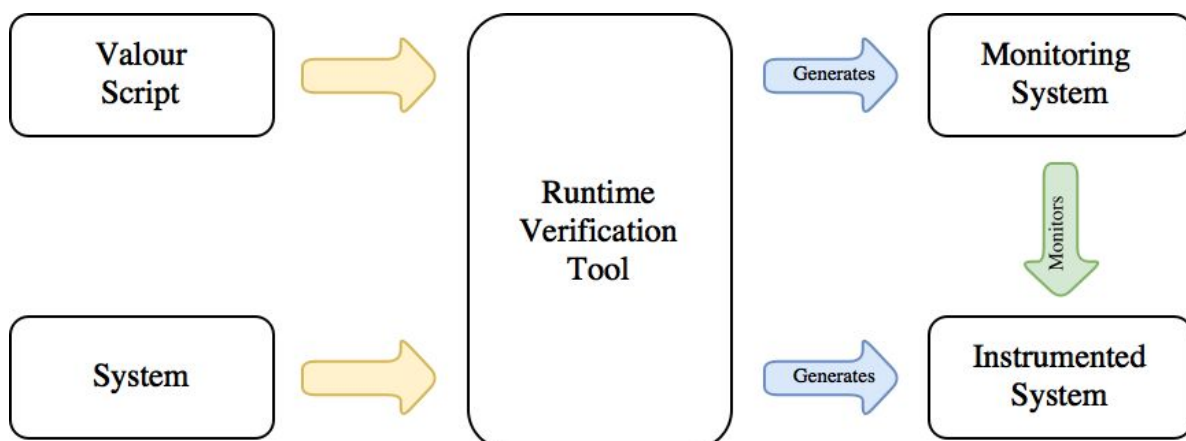 Valour
Script
Generates
Monitoring
System
Runtime
Verification
Tool
Monitors
System
Generates
Instrumented
System